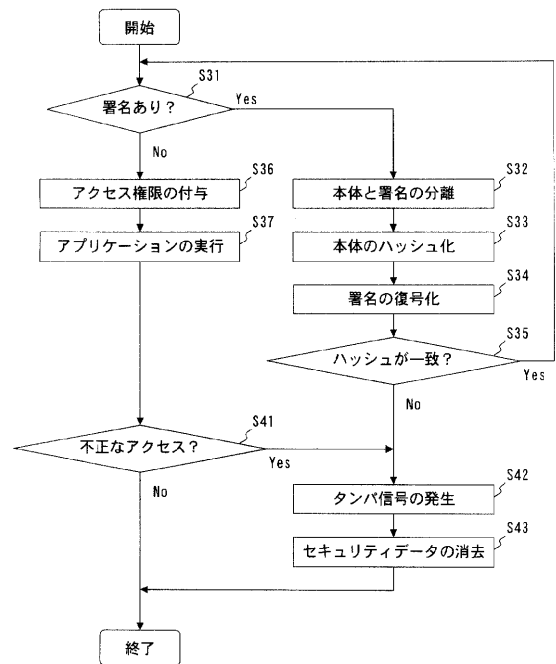 開始
S31
署名あり?
Yes
No
S36
アクセス権限の付与
S32
本体と署名の分離
S37
アプリケーションの実行
S33
本体のハッシュ化
S34
署名の復号化
S35
ハッシュが一致?
Yes
No
S41
不正なアクセス?
Yes
No
S42
タンパ信号の発生
S43
セキュリティデータの消去
終了